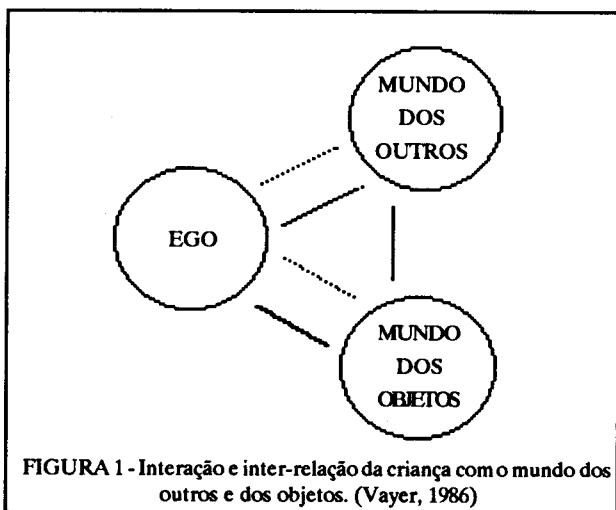 MUNDO
DOS
OUTROS
EGO
MUNDO
DOS
OBJETOS
FIGURA 1 - Interação e inter-relação da criança com o mundo dos
outros e dos objetos. (Vayer, 1986)